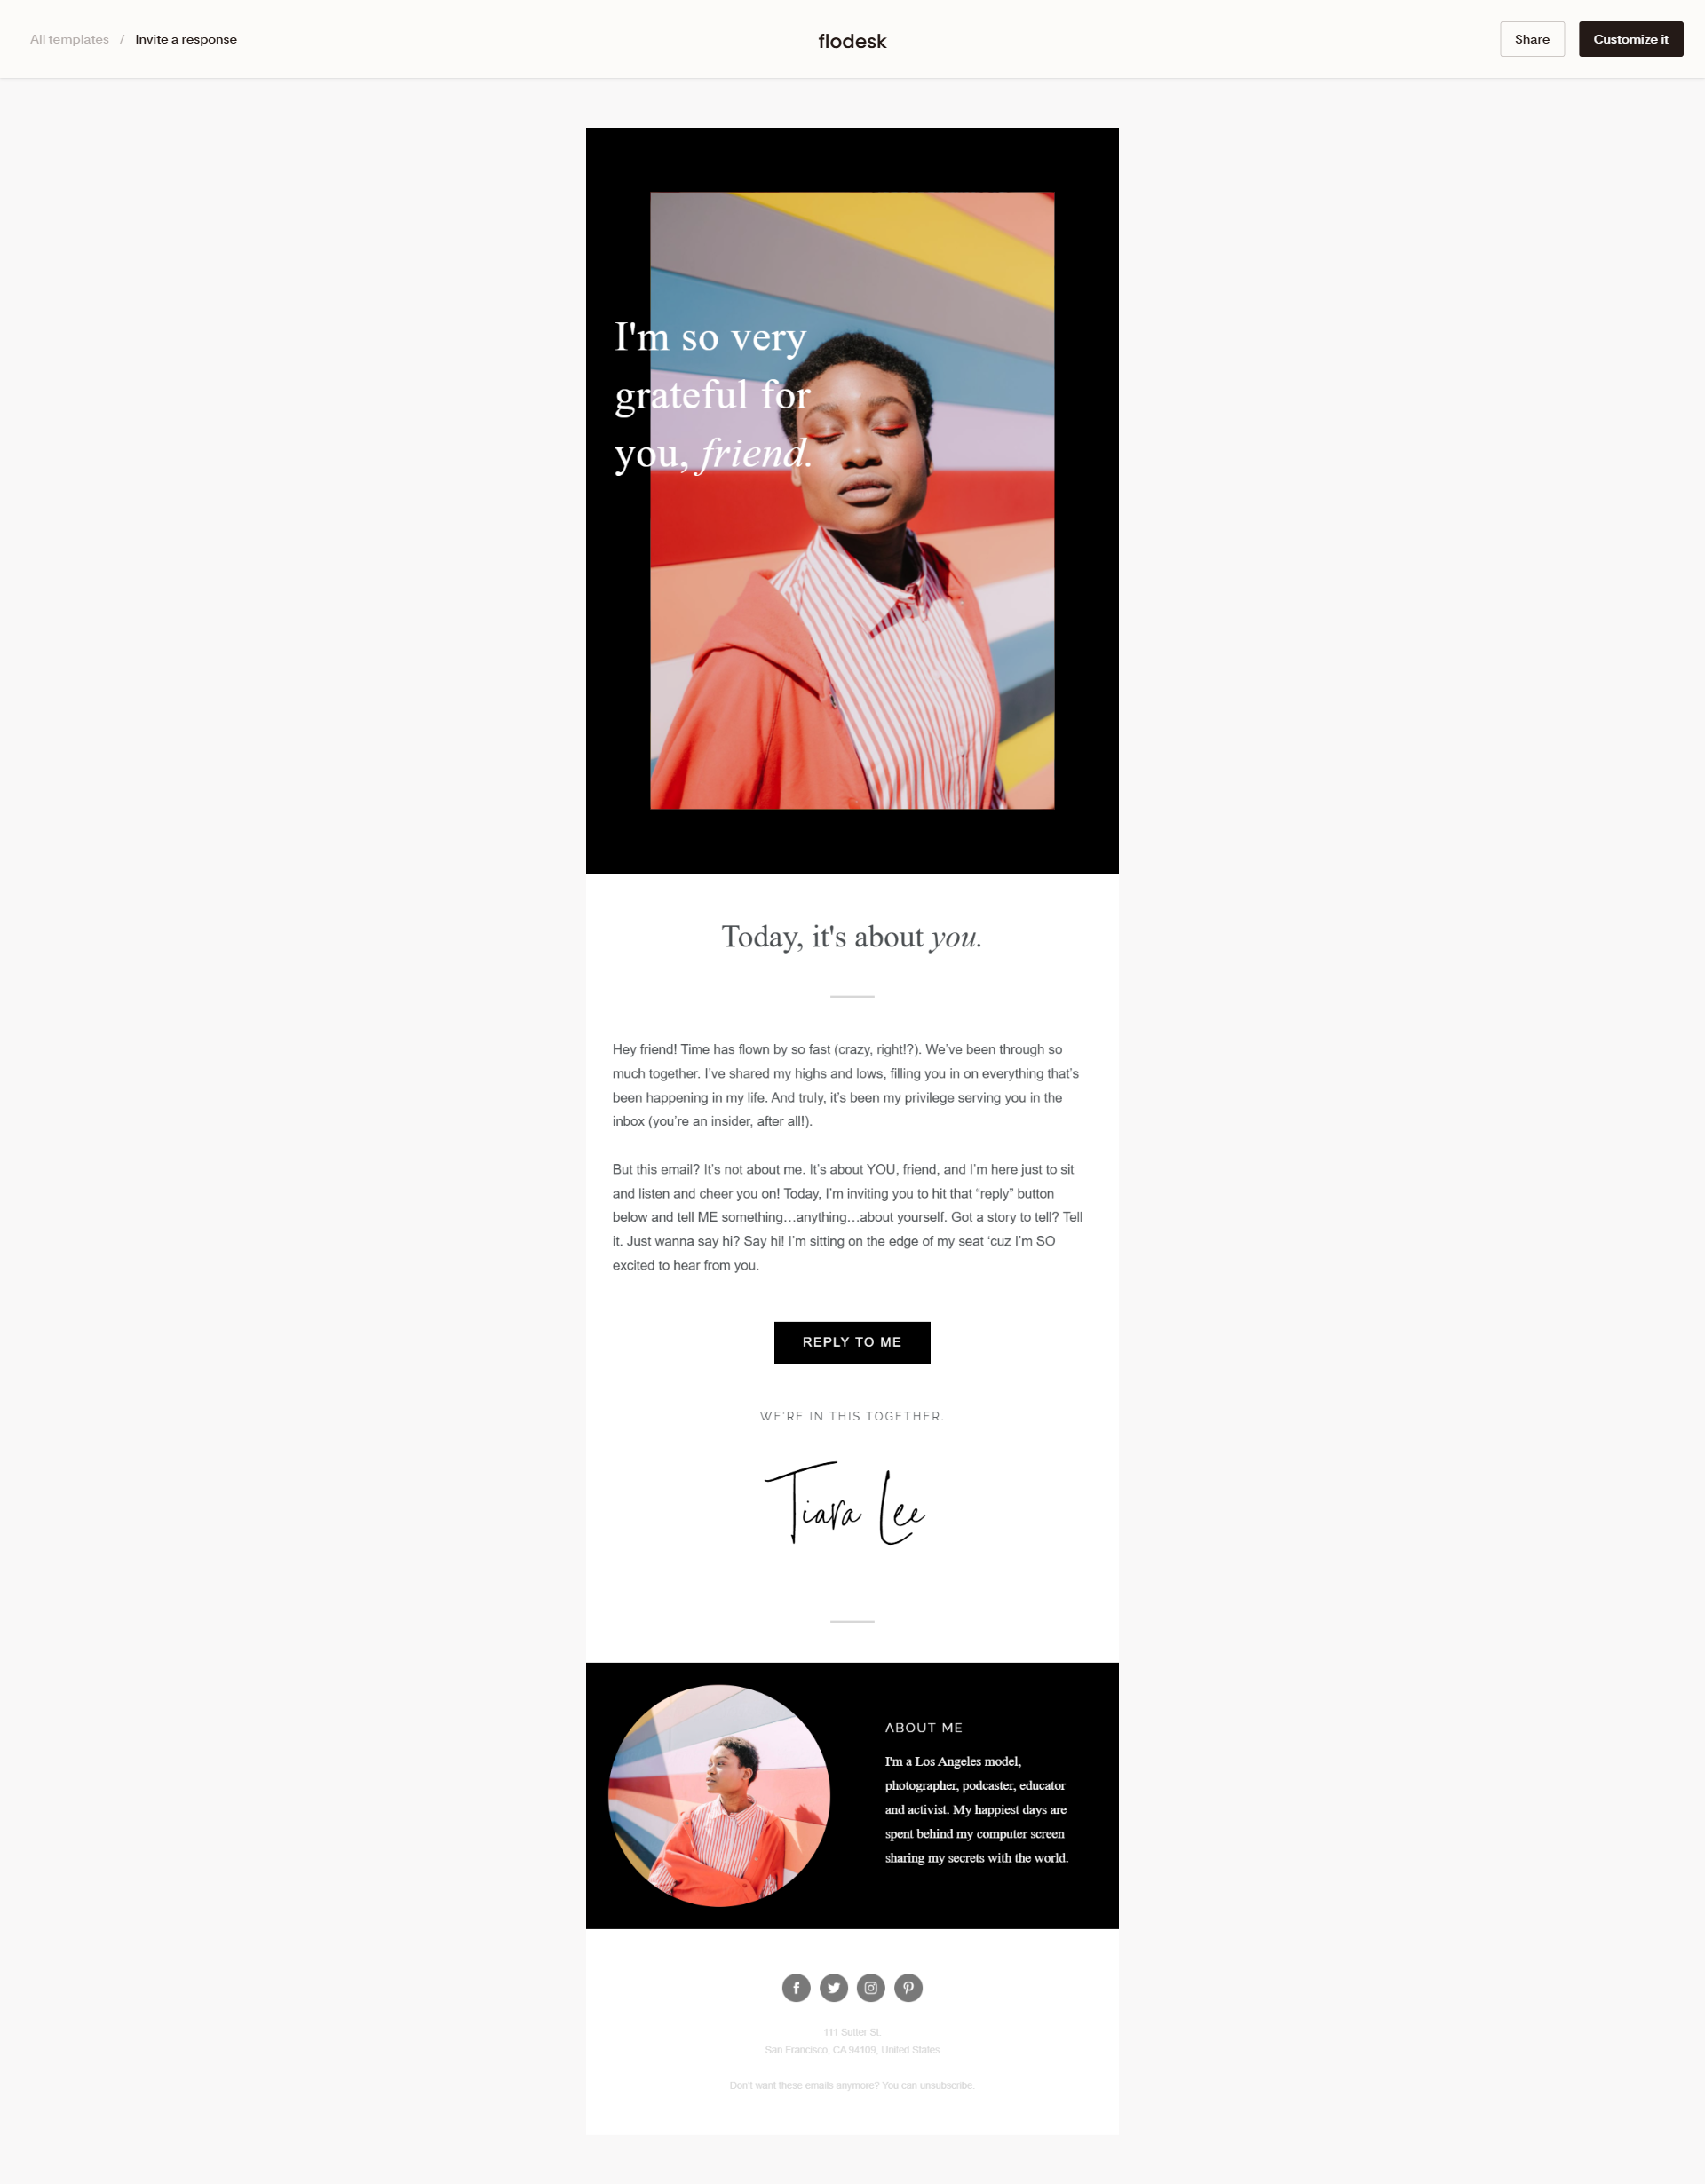 All templates / Invite a response
flodesk
Share
Customize it
I'm so very
grateful for
you, friend.
Today, it's about you.
Hey friend! Time has flown by so fast (crazy, right!?). We’ve been through so
much together. I’ve shared my highs and lows, filling you in on everything that’s
been happening in my life. And truly, it’s been my privilege serving you in the
inbox (you’re an insider, after all!).
But this email? It’s not about me. It’s about YOU, friend, and I’m here just to sit
and listen and cheer you on! Today, I’m inviting you to hit that “reply” button
below and tell ME something…anything…about yourself. Got a story to tell? Tell
it. Just wanna say hi? Say hi! I’m sitting on the edge of my seat ‘cuz I’m SO
excited to hear from you.
REPLY TO ME
WE'RE IN THIS TOGETHER.
Tiara Lee
ABOUT ME
I'm a Los Angeles model,
photographer, podcaster, educator
and activist. My happiest days are
spent behind my computer screen
sharing my secrets with the world.
111 Sutter St.
San Francisco, CA 94109, United States
Don't want these emails anymore? You can unsubscribe.